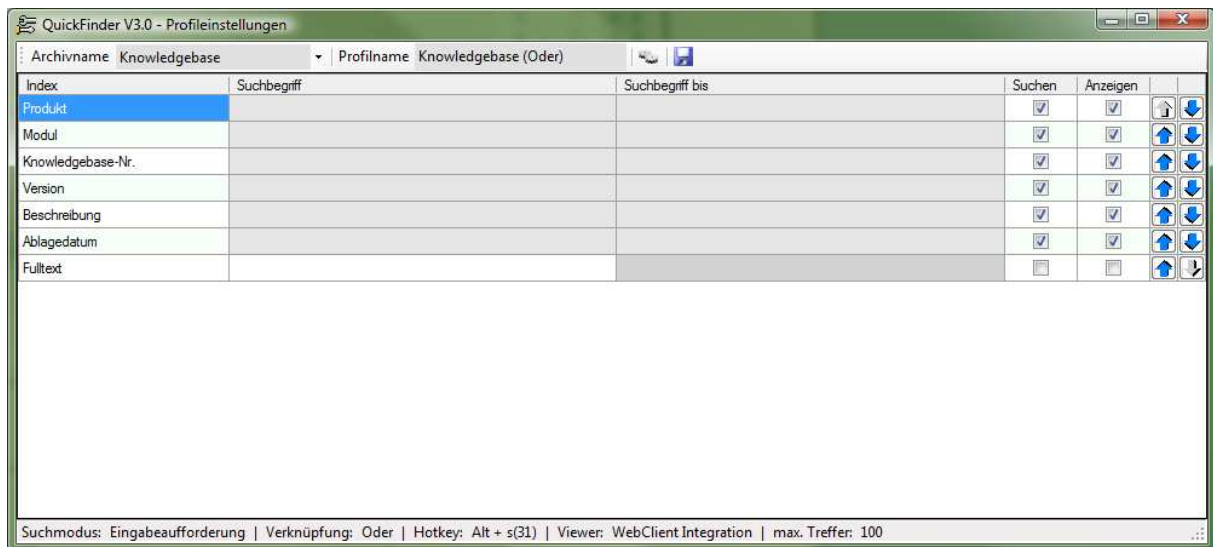 QuickFinder V3.0 - Profileinstellungen
Archivname Knowledgebase Profilname Knowledgebase (Oder)
Index Suchbegriff Suchbegriff bis Suchen Anzeigen
Produkt
Modul
Knowledgebase-Nr.
Version
Beschreibung
Ablagedatum
Fulltext
Suchmodus: Eingabeaufforderung | Verknüpfung: Oder | Hotkey: Alt + s(31) | Viewer: WebClient Integration | max. Treffer: 100